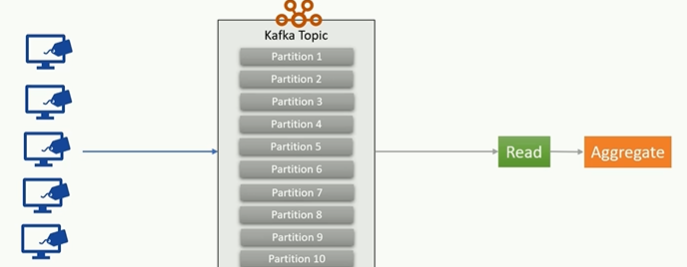 Kafka Topic
Partition 1
Partition 2
Partition 3
Partition 4
Partition 5
Partition 6
Partition 7
Partition 8
Partition 9
Partition 10
Read
Aggregate